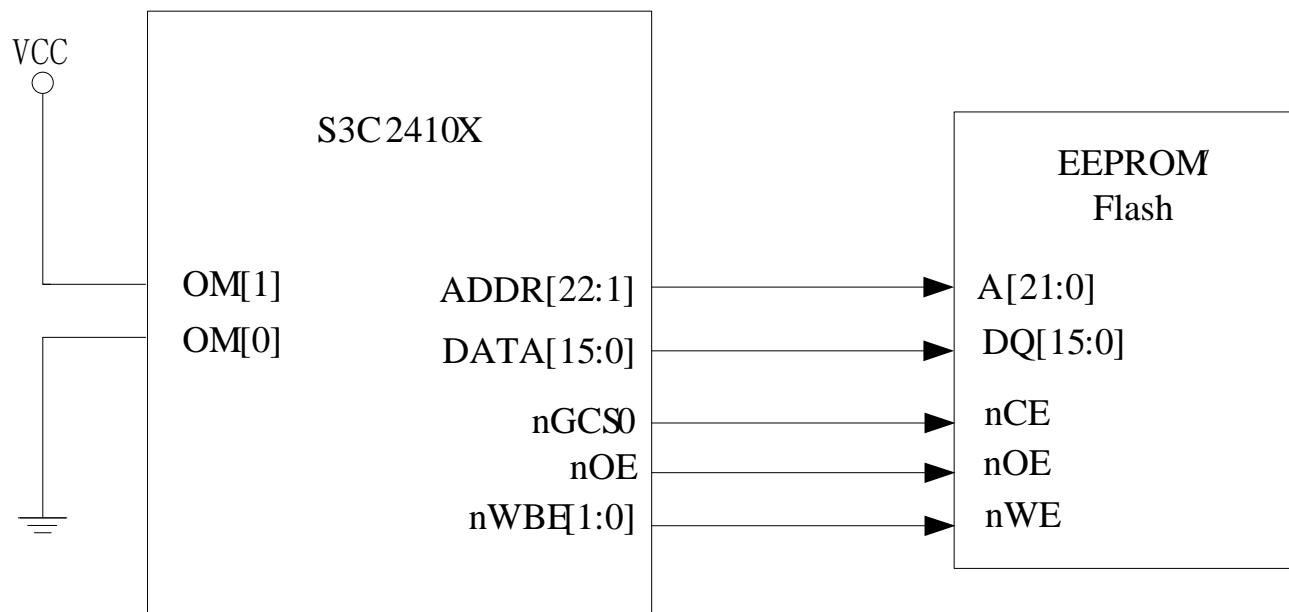 VCC
S3C2410X
EEPROM/
Flash
OM[1]
ADDR[22:1]
A[21:0]
OM[0]
DATA[15:0]
DQ[15:0]
nGCS0
nCE
nOE
nOE
nWBE[1:0]
nWE